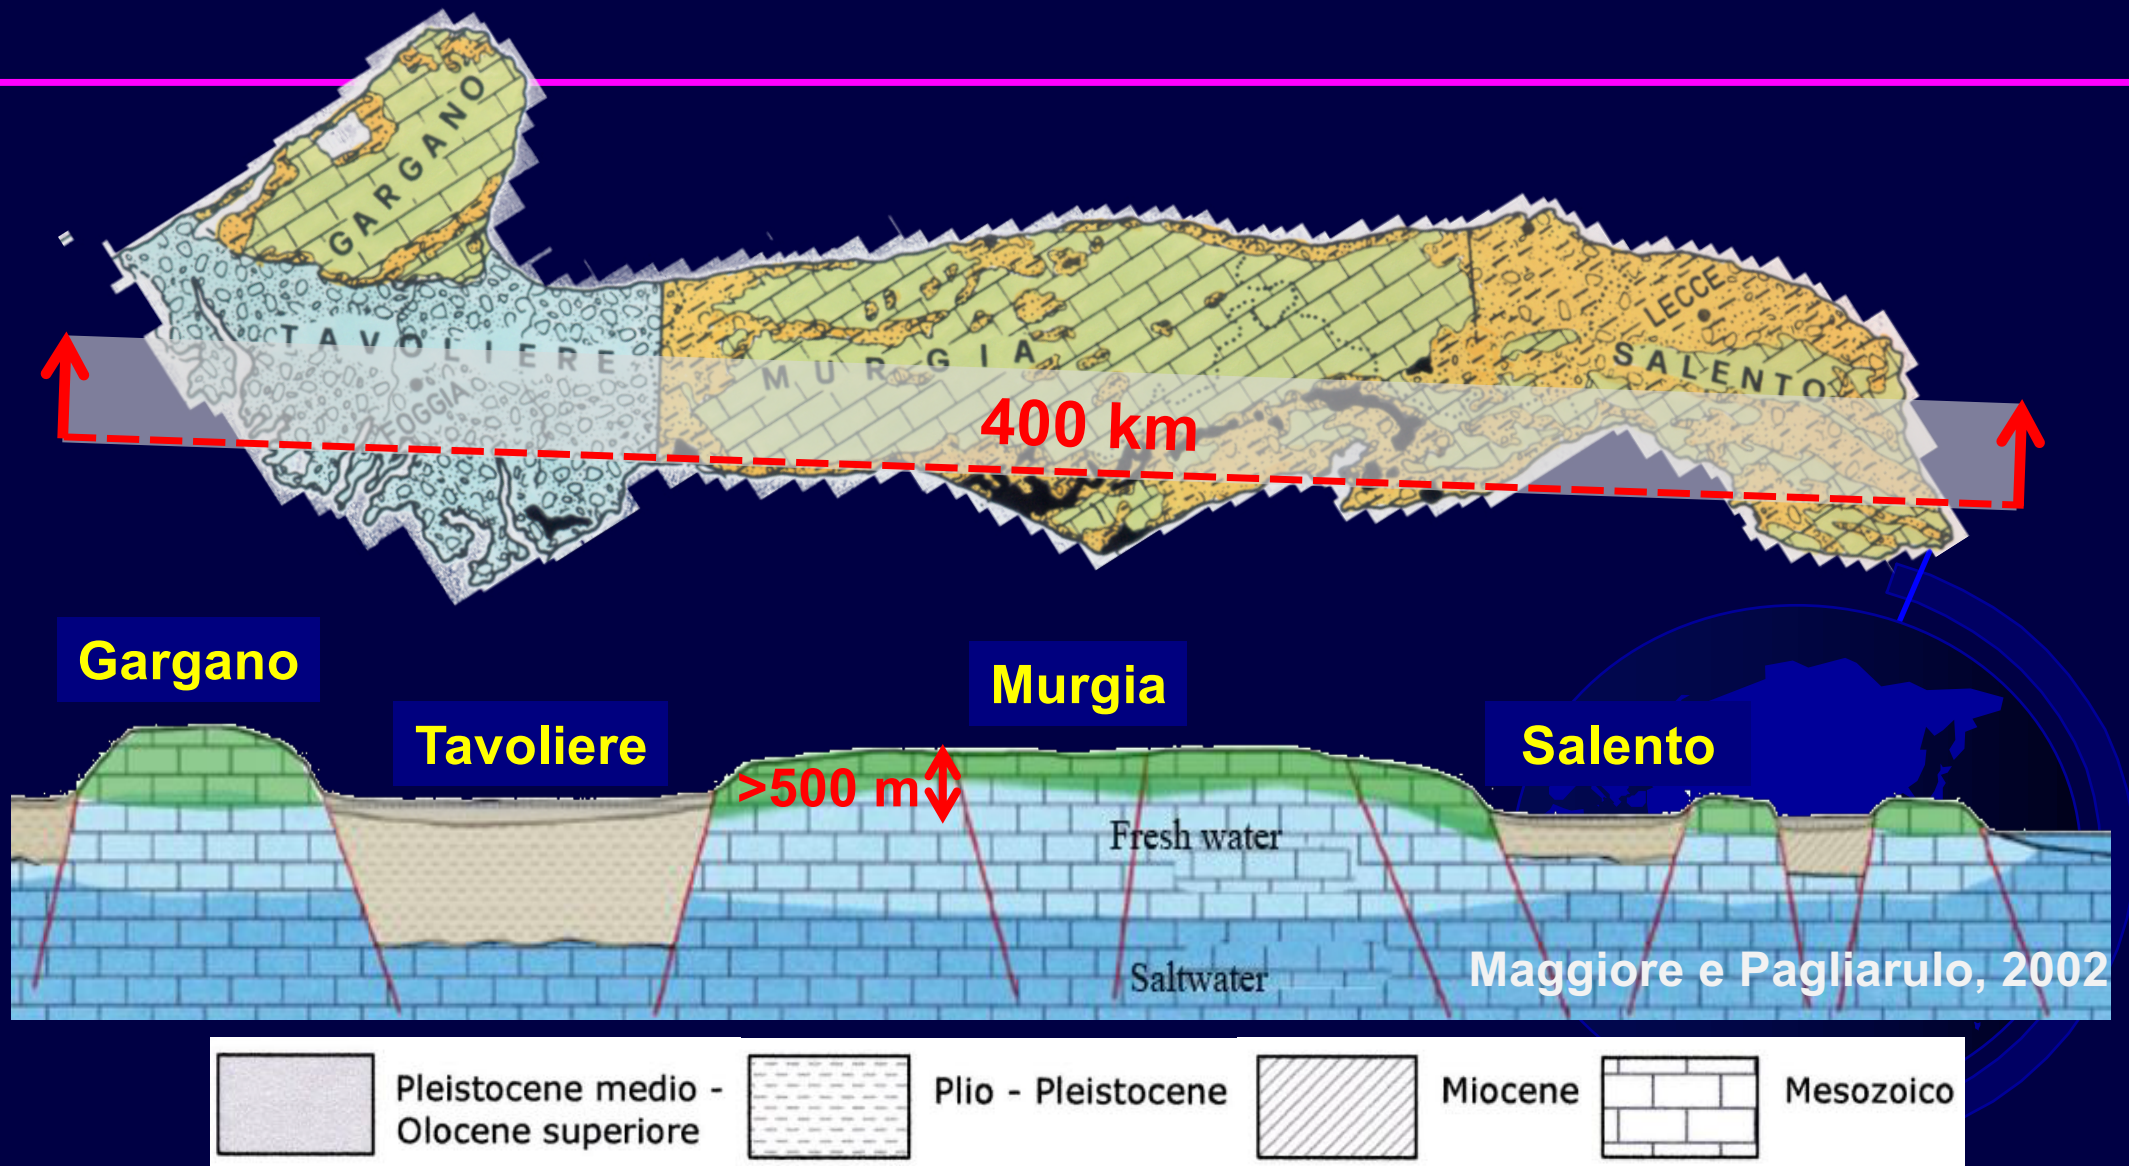 GARGANO
TAVOLIERE
FOGGIA
MURGIA
LECCE
SALENTO
400 km
Gargano
Murgia
Tavoliere
Salento
>500 m
Fresh water
Saltwater
Maggiore e Pagliarulo, 2002
Pleistocene medio -
Olocene superiore
Plio - Pleistocene
Miocene
Mesozoico